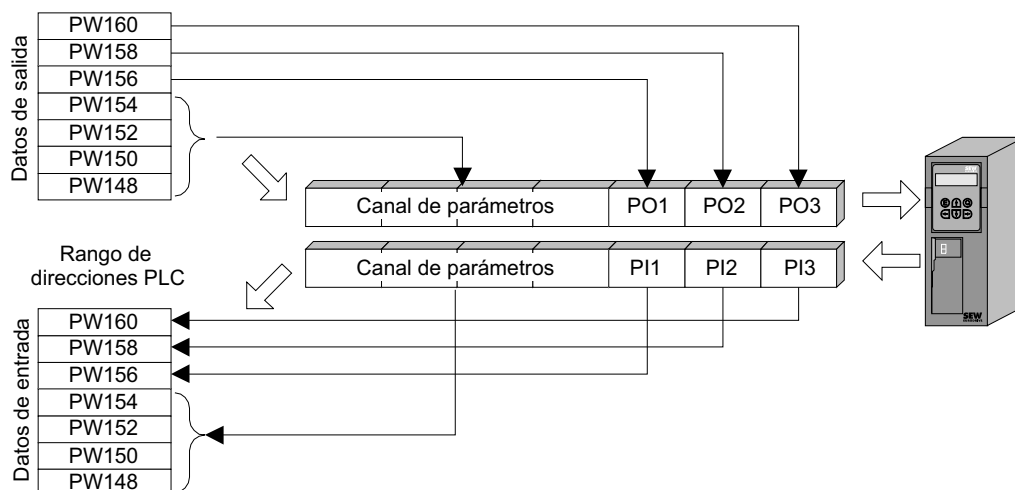 Datos de salida
PW160
PW158
PW156
PW154
PW152
PW150
PW148
Canal de parámetros
PO1
PO2
PO3
Canal de parámetros
PI1
PI2
PI3
Rango de
direcciones PLC
Datos de entrada
PW160
PW158
PW156
PW154
PW152
PW150
PW148
SEW